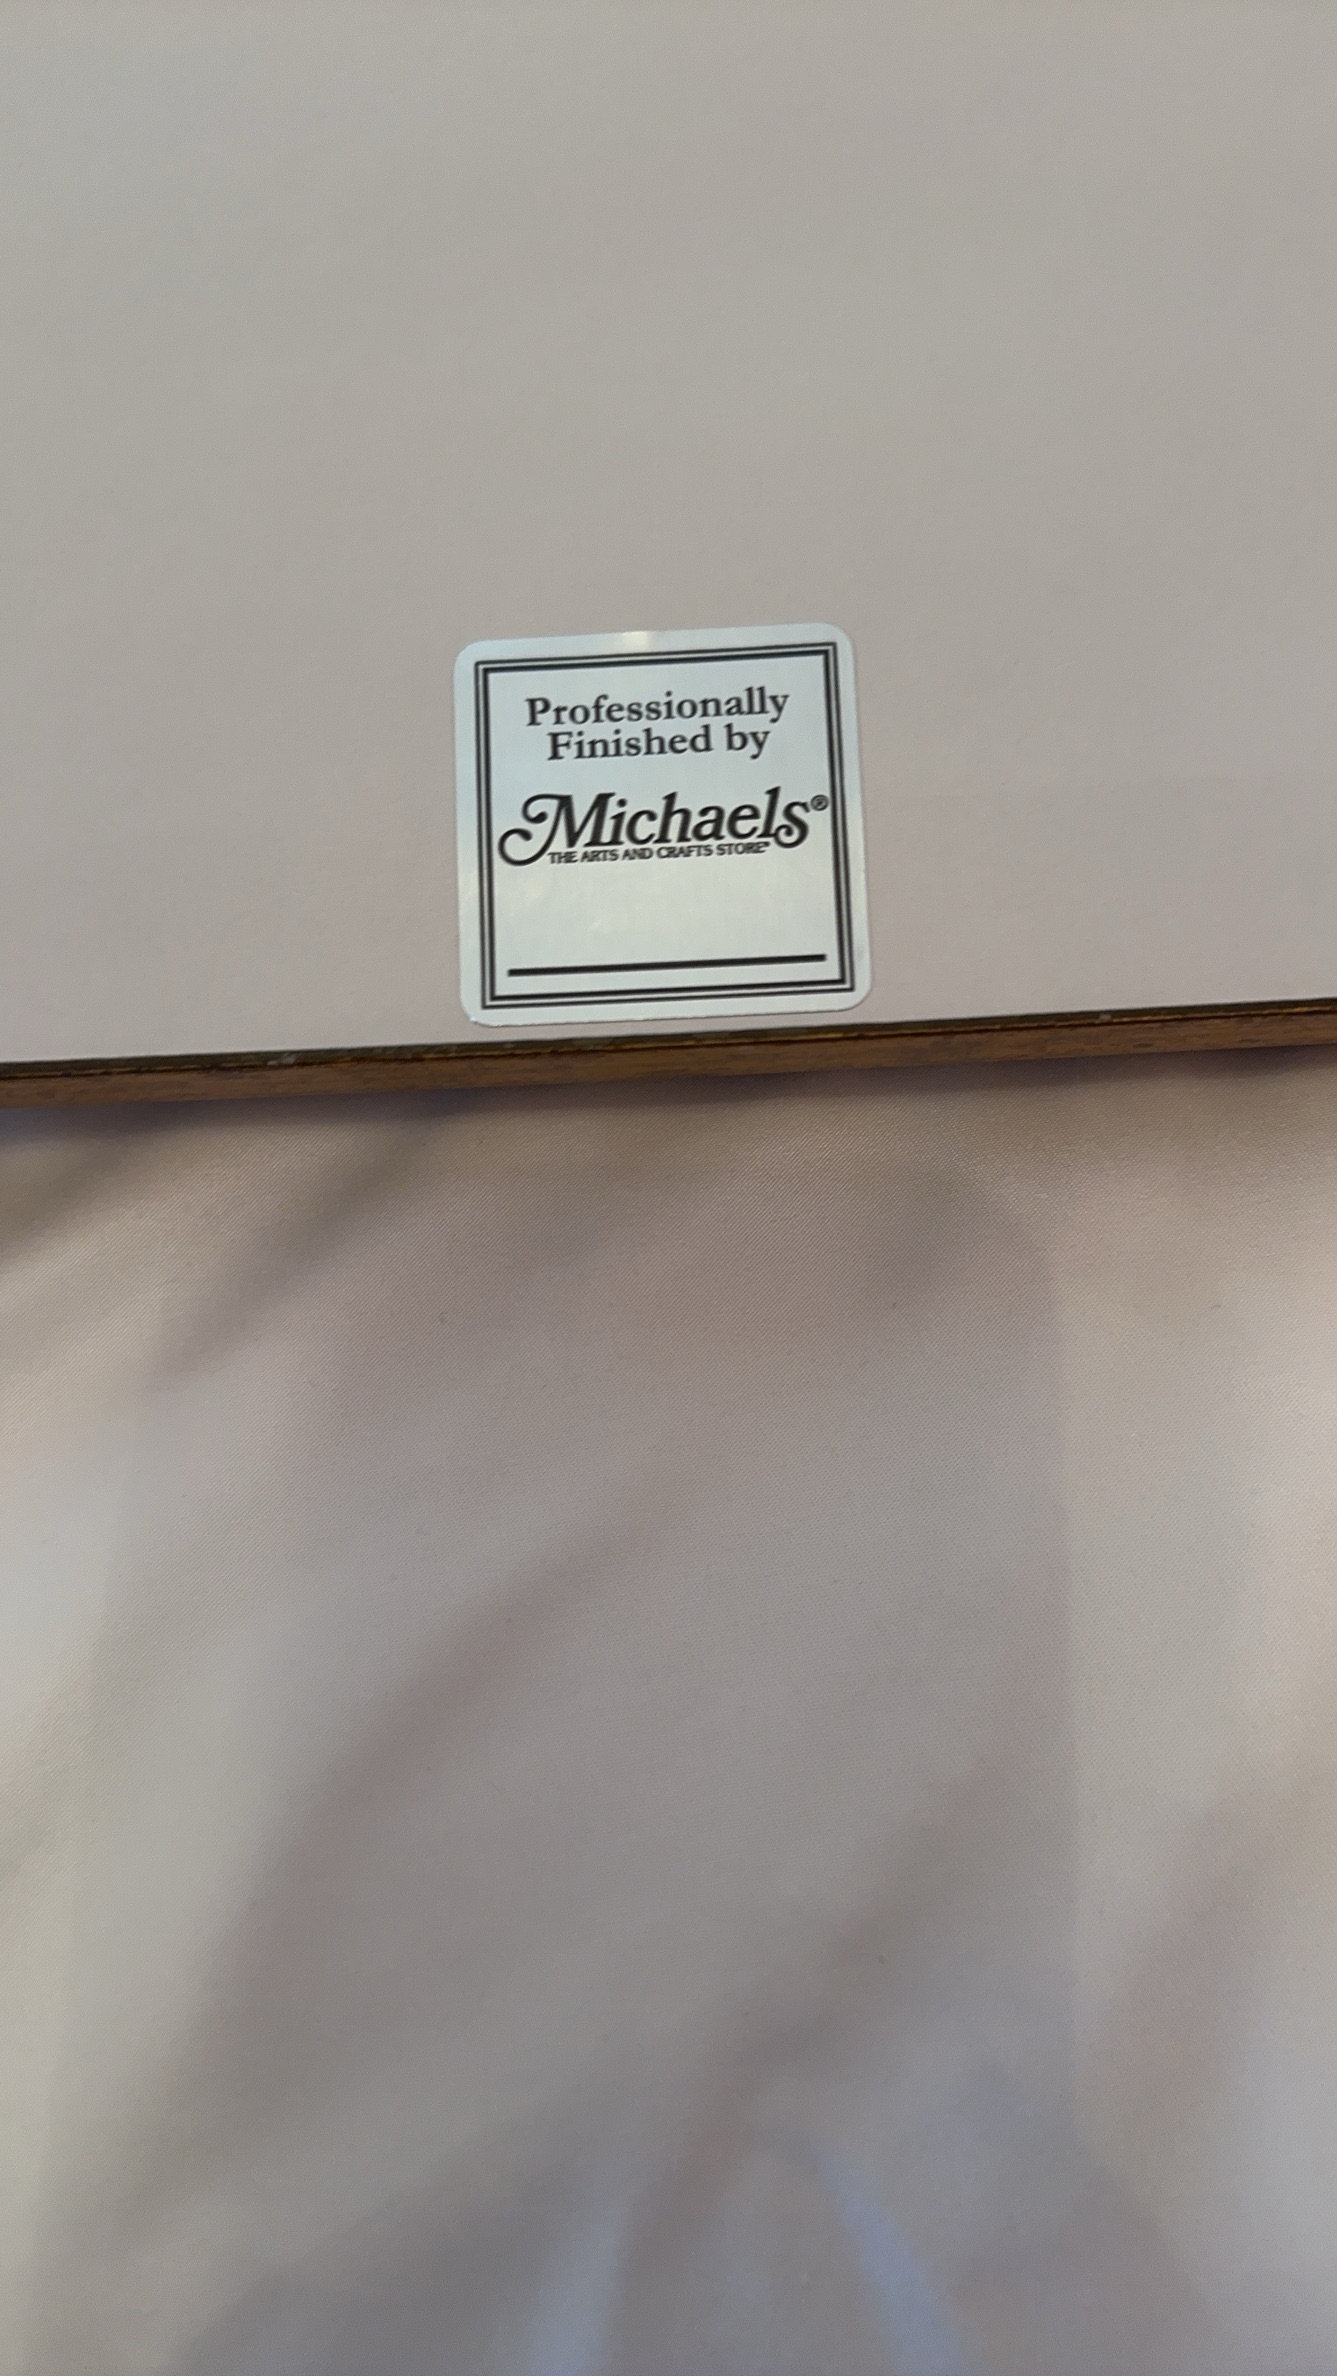 Professionally
Finished by
Michaels®
THE ARTS AND CRAFTS STORE®